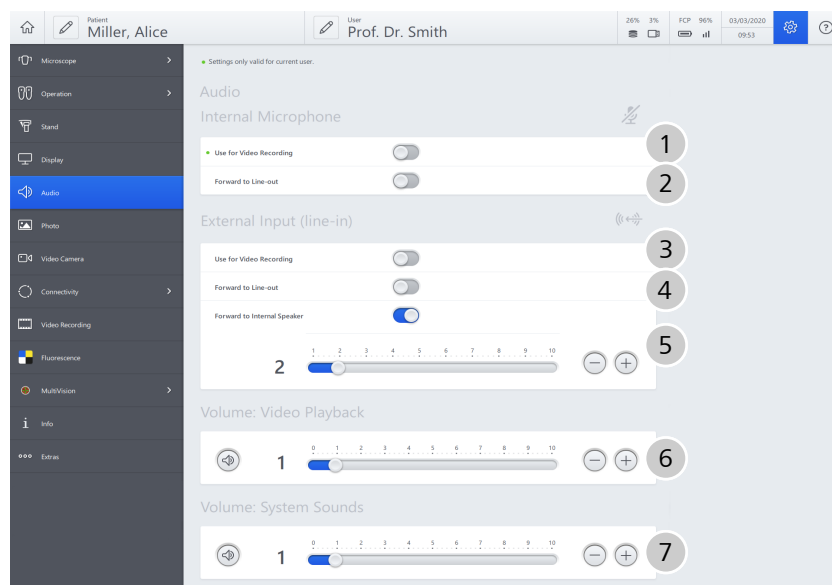 Patient
Miller, Alice
User
Prof. Dr. Smith
26% 3%
FCP 96%
03/03/2020
09:53
?
Microscope
Operation
Stand
Display
Audio
Photo
Video Camera
Connectivity
Video Recording
Fluorescence
MultiVision
i Info
Extras
Settings only valid for current user.
Audio
Internal Microphone
Use for Video Recording
1
Forward to Line-out
2
External Input (line-in)
Use for Video Recording
3
Forward to Line-out
4
Forward to Internal Speaker
1 2 3 4 5 6 7 8 9 10
2
5
Volume: Video Playback
0 1 2 3 4 5 6 7 8 9 10
1
6
Volume: System Sounds
0 1 2 3 4 5 6 7 8 9 10
1
7